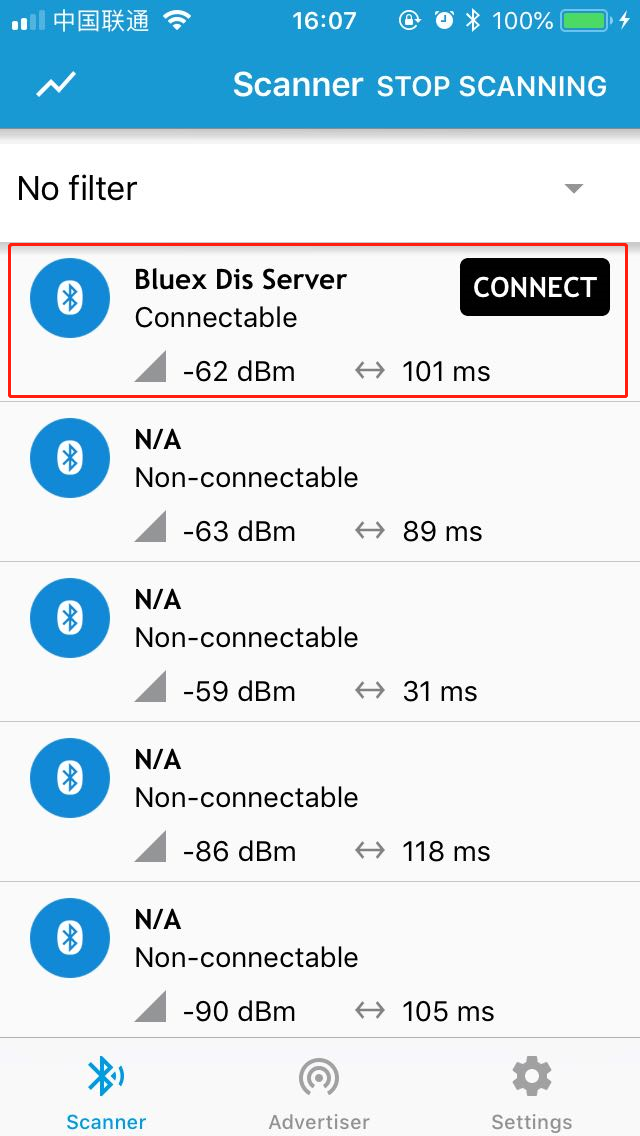 中国联通 16:07 100%
Scanner STOP SCANNING
No filter
Bluex Dis Server
CONNECT
Connectable
-62 dBm 101 ms
N/A
Non-connectable
-63 dBm 89 ms
N/A
Non-connectable
-59 dBm 31 ms
N/A
Non-connectable
-86 dBm 118 ms
N/A
Non-connectable
-90 dBm 105 ms
Scanner Advertiser Settings